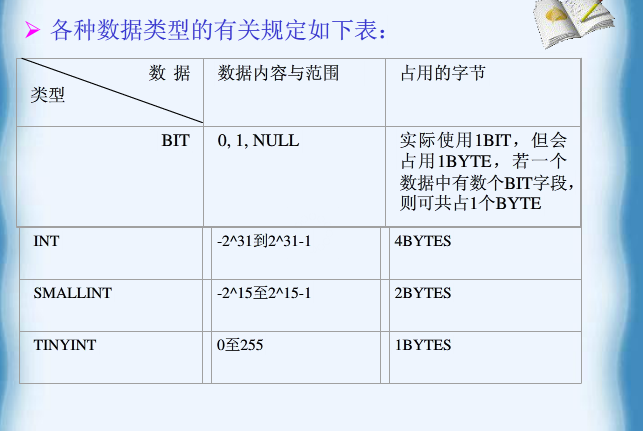 各种数据类型的有关规定如下表：
数 据
类型
数据内容与范围
占用的字节
BIT
0, 1, NULL
实际使用1BIT，但会
占用1BYTE，若一个
数据中有数个BIT字段，
则可共占1个BYTE
INT
-2^31到2^31-1
4BYTES
SMALLINT
-2^15至2^15-1
2BYTES
TINYINT
0至255
1BYTES